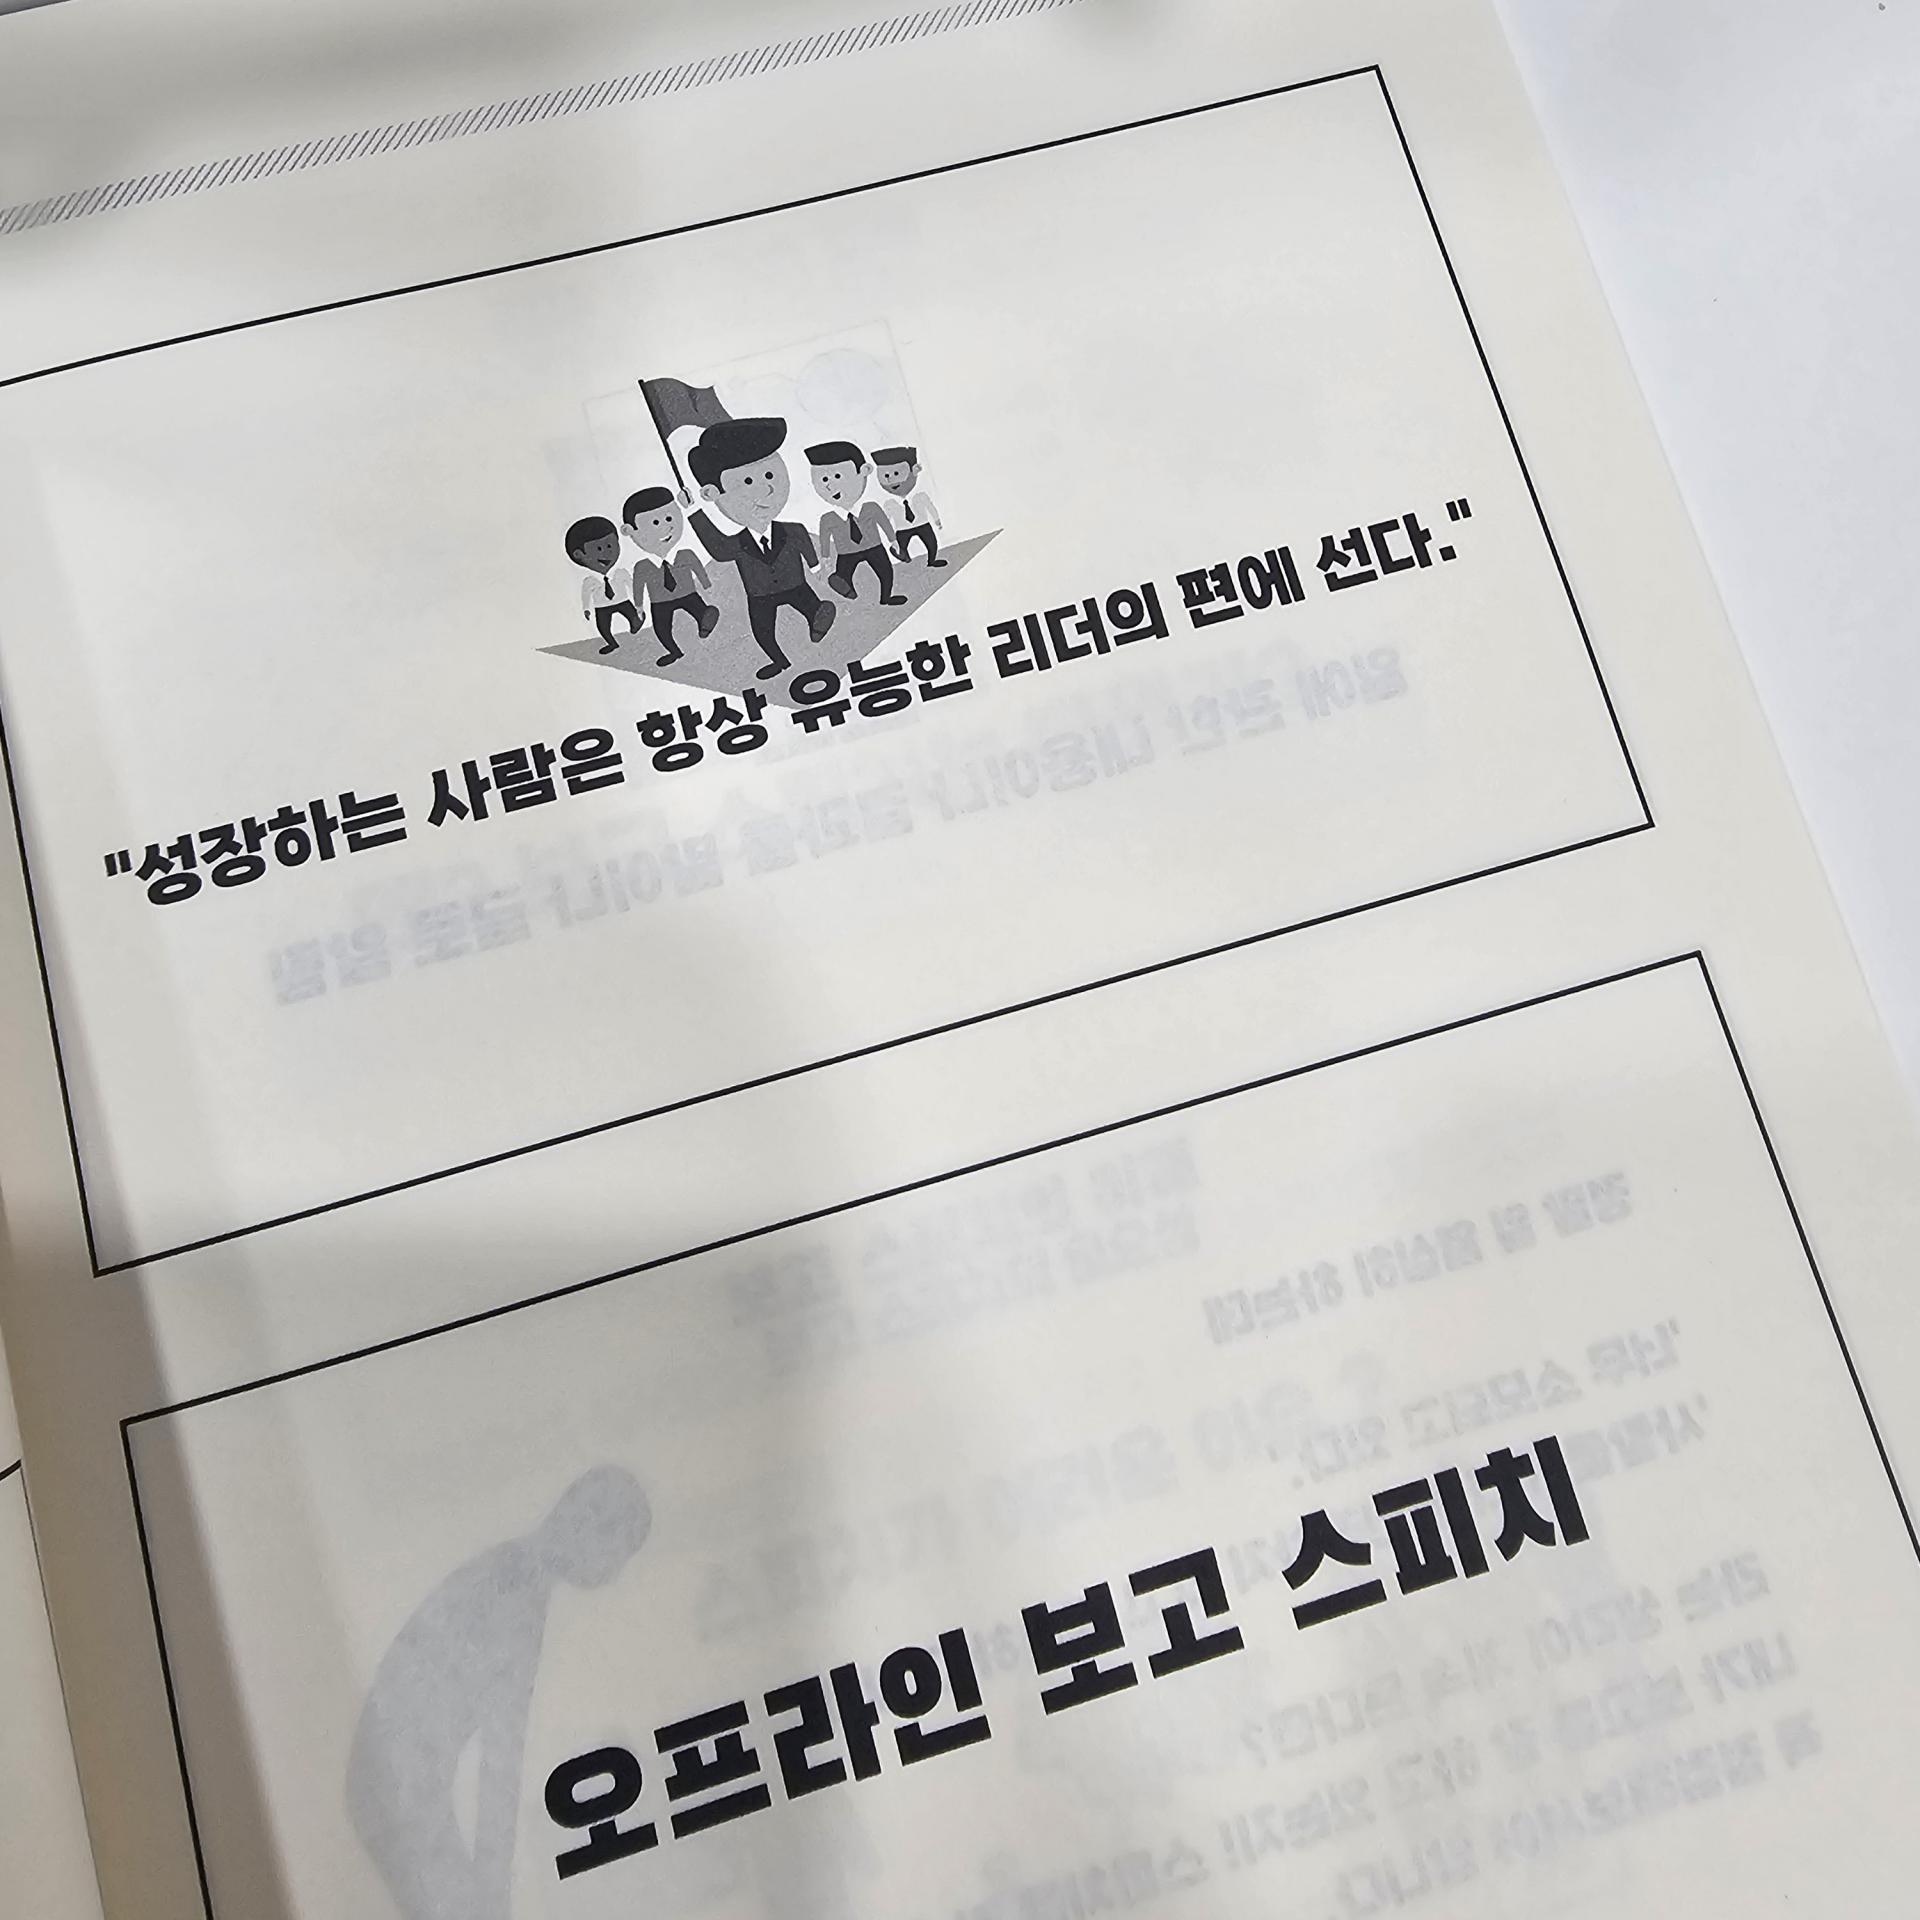 "성장하는 사람은 항상 유능한 리더의 편에 선다."
오프라인 보고 스피치